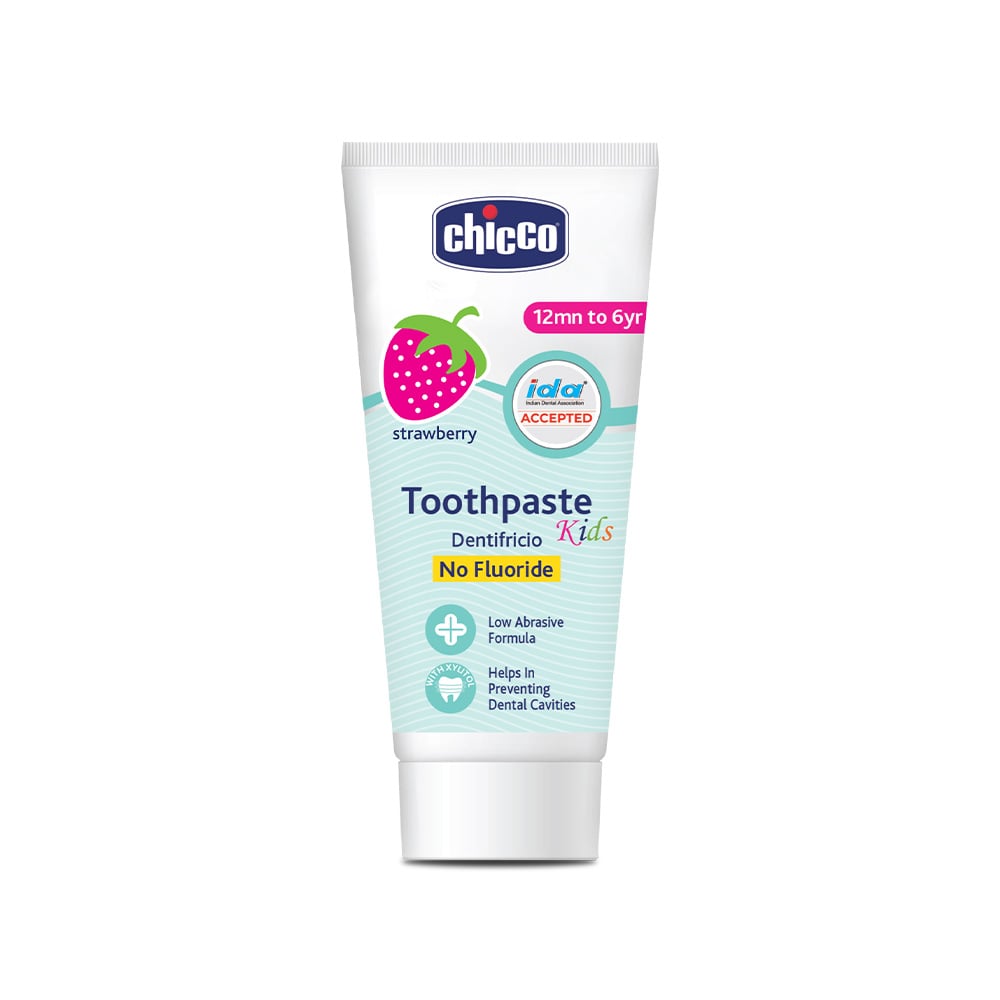 chicco
12mn to 6yr
ida
Indian Dental Association
ACCEPTED
strawberry
Toothpaste
Kids
Dentifricio
No Fluoride
Low Abrasive
Formula
WITH XYLITOL
Helps In
Preventing
Dental Cavities